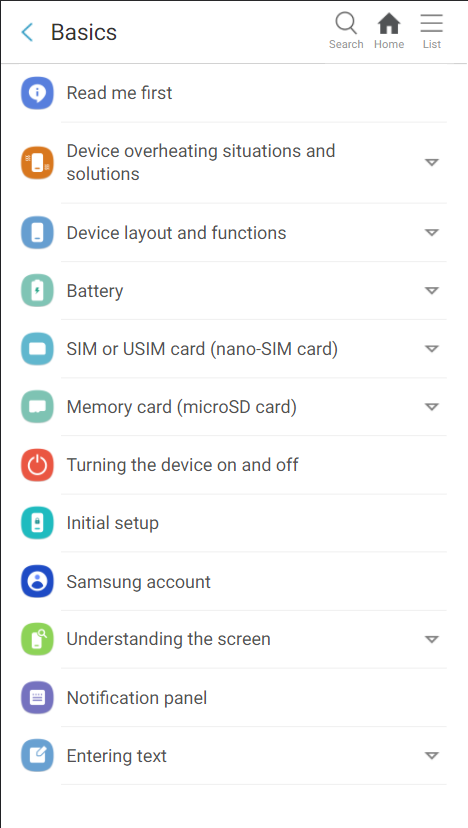 Basics
Search Home List
Read me first
Device overheating situations and
solutions
Device layout and functions
Battery
SIM or USIM card (nano-SIM card)
Memory card (microSD card)
Turning the device on and off
Initial setup
Samsung account
Understanding the screen
Notification panel
Entering text